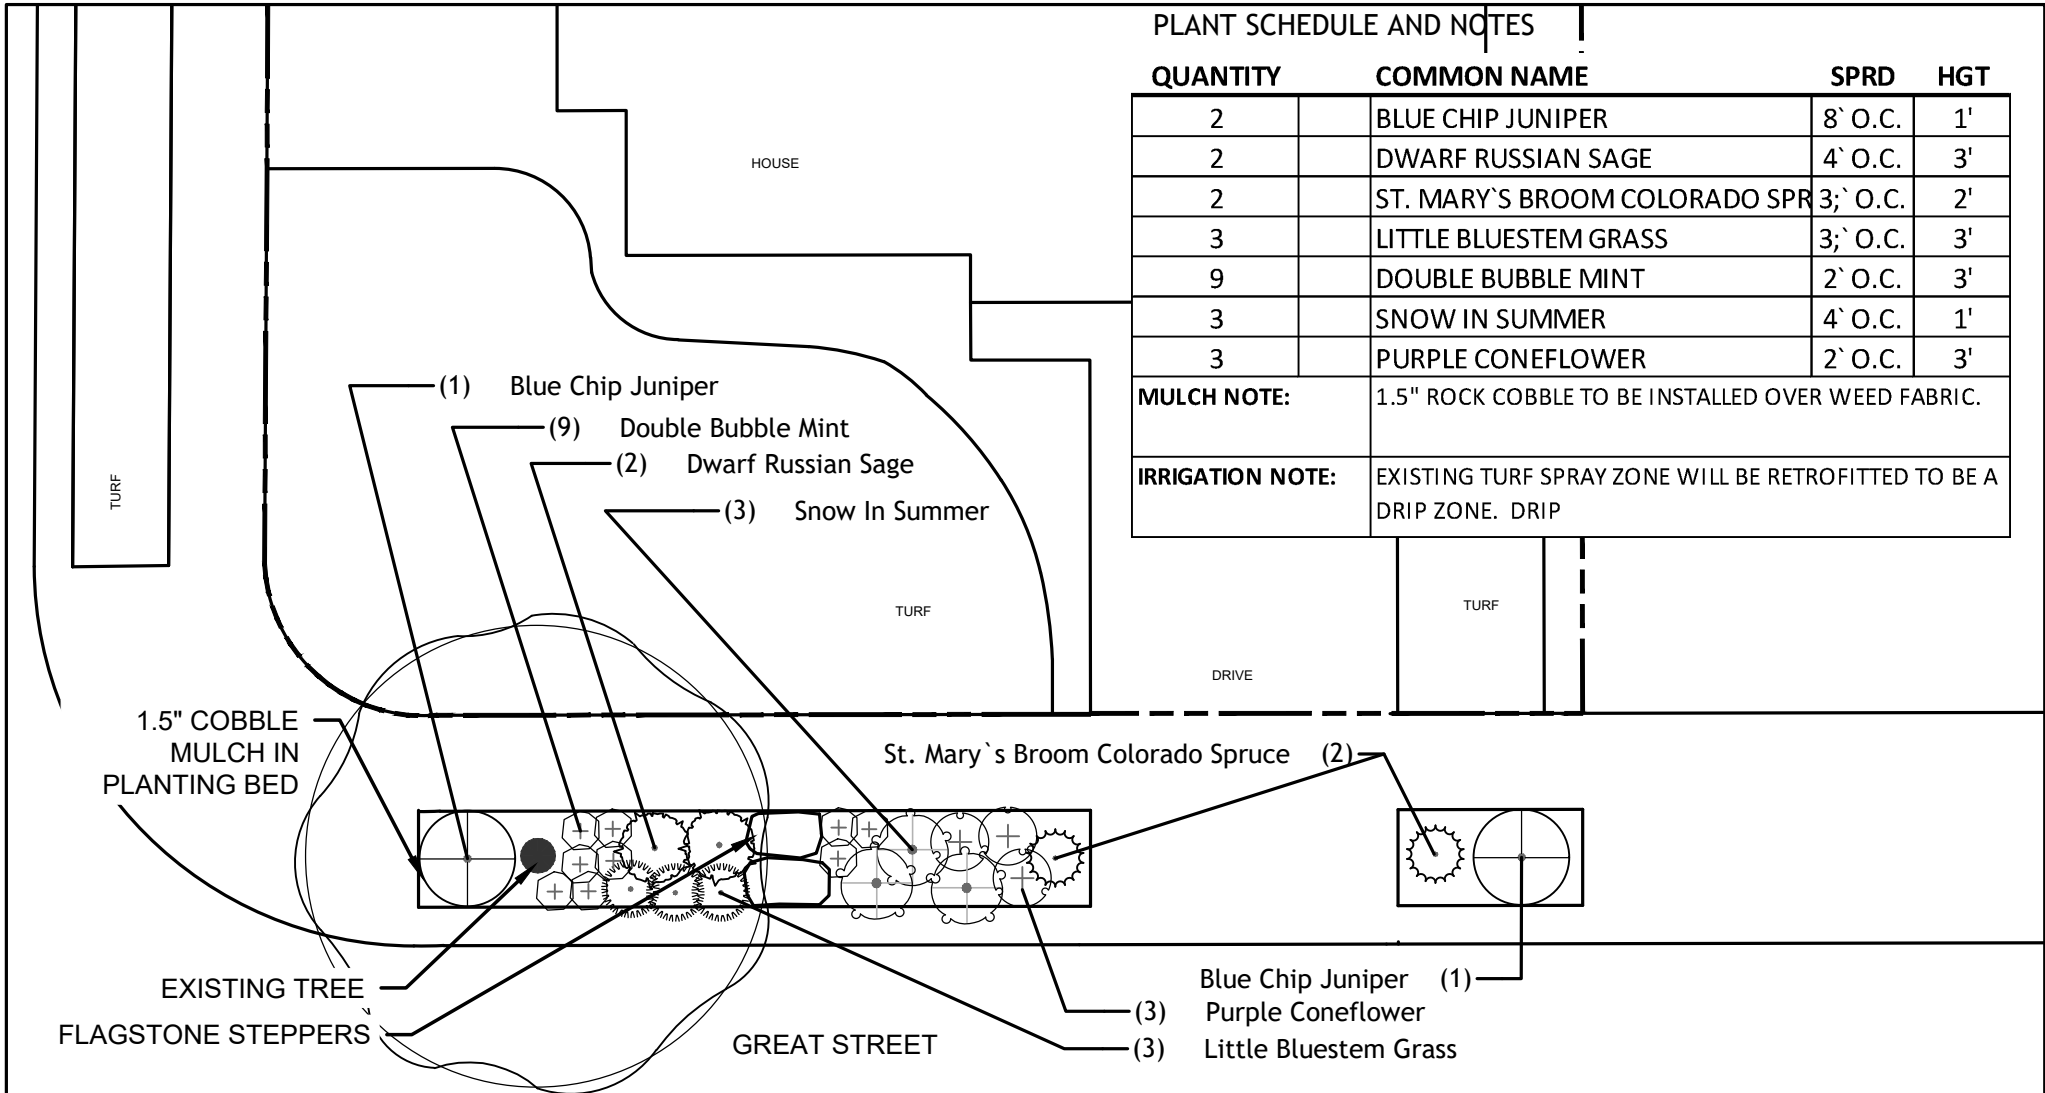 PLANT SCHEDULE AND NOTES
QUANTITY COMMON NAME SPRD HGT
2 BLUE CHIP JUNIPER 8` O.C. 1'
2 DWARF RUSSIAN SAGE 4` O.C. 3'
2 ST. MARY`S BROOM COLORADO SPR 3;` O.C. 2'
3 LITTLE BLUESTEM GRASS 3;` O.C. 3'
9 DOUBLE BUBBLE MINT 2` O.C. 3'
3 SNOW IN SUMMER 4` O.C. 1'
3 PURPLE CONEFLOWER 2` O.C. 3'
MULCH NOTE: 1.5" ROCK COBBLE TO BE INSTALLED OVER WEED FABRIC.
IRRIGATION NOTE: EXISTING TURF SPRAY ZONE WILL BE RETROFITTED TO BE A
DRIP ZONE. DRIP
HOUSE
(1) Blue Chip Juniper
(9) Double Bubble Mint
(2) Dwarf Russian Sage
(3) Snow In Summer
TURF
TURF
TURF
DRIVE
1.5" COBBLE
MULCH IN
PLANTING BED
St. Mary`s Broom Colorado Spruce (2)
EXISTING TREE
FLAGSTONE STEPPERS
GREAT STREET
Blue Chip Juniper (1)
(3) Purple Coneflower
(3) Little Bluestem Grass